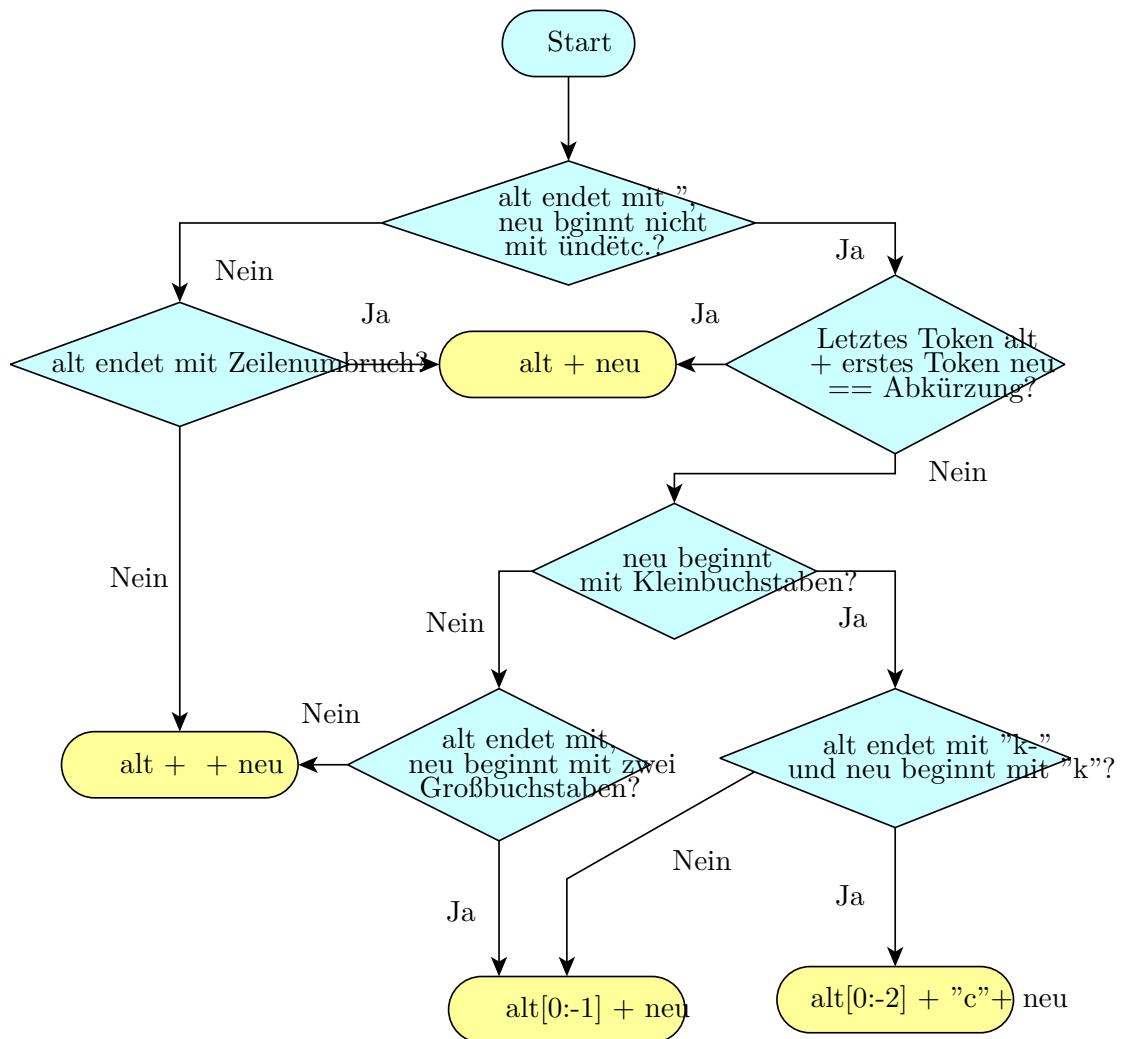 Start
alt endet mit ”,
neu bginnt nicht
mit ündëtc.?
Nein
Ja
alt endet mit Zeilenumbruch?
Ja
alt + neu
Ja
Letztes Token alt
+ erstes Token neu
== Abkürzung?
Nein
neu beginnt
mit Kleinbuchstaben?
Nein
Nein
Ja
Nein
alt + + neu
alt endet mit,
neu beginnt mit zwei
Großbuchstaben?
alt endet mit ”k-”
und neu beginnt mit ”k”?
Nein
Ja
Ja
alt[0:-1] + neu
alt[0:-2] + ”c”+ neu